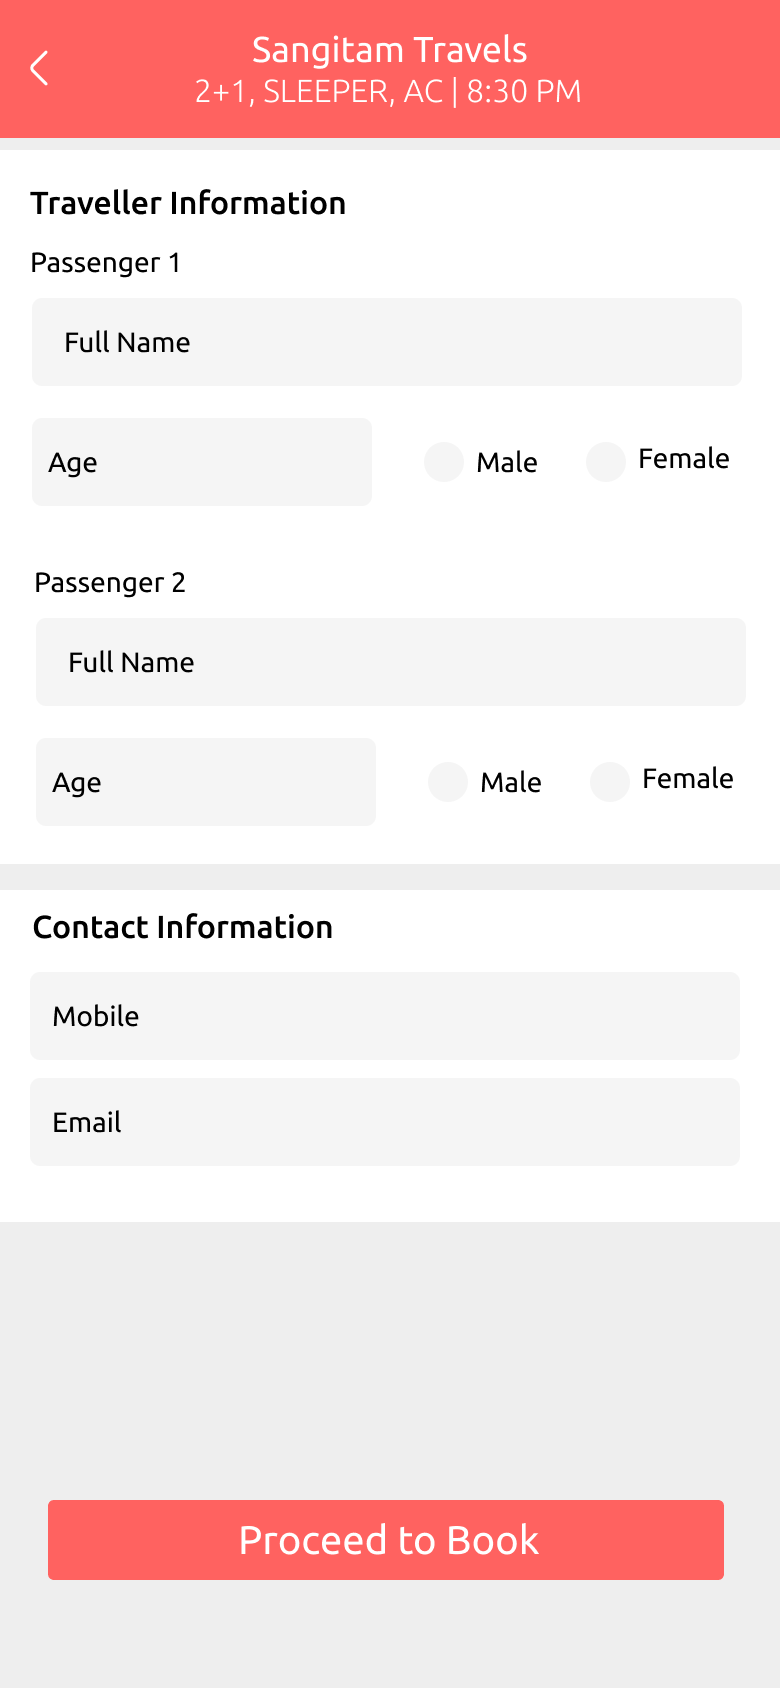 Sangitam Travels
2+1, SLEEPER, AC | 8:30 PM
Traveller Information
Passenger 1
Full Name
Age
Male
Female
Passenger 2
Full Name
Age
Male
Female
Contact Information
Mobile
Email
Proceed to Book